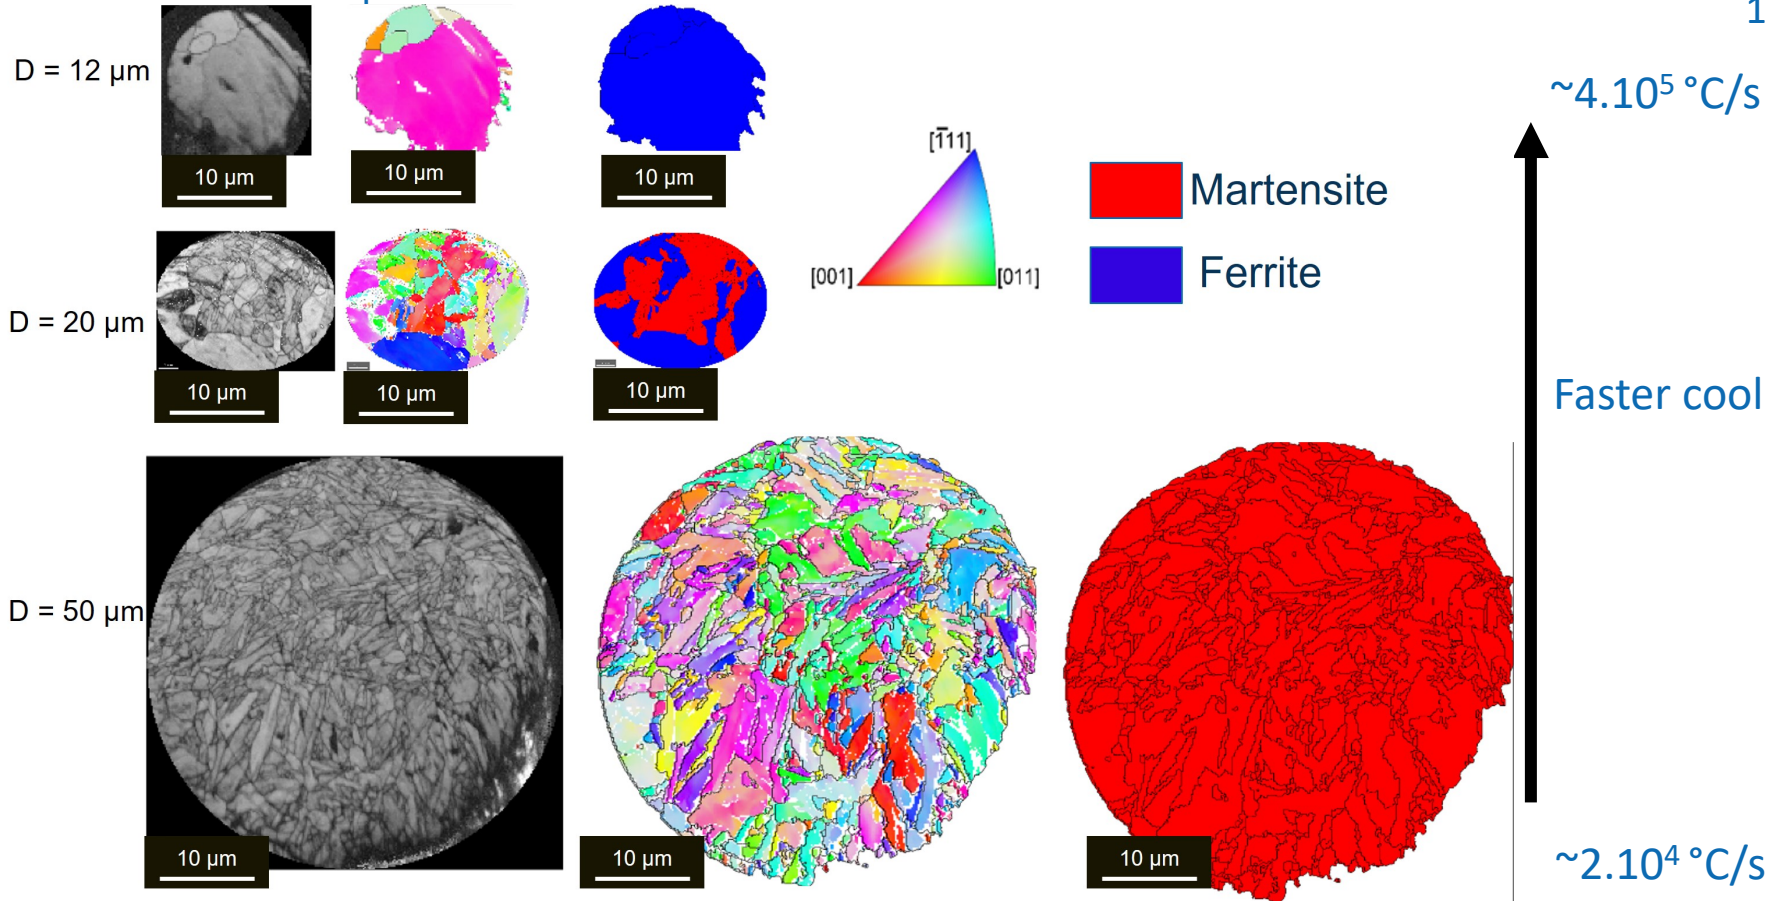 1
D = 12 µm
~4.10⁵ °C/s
10 µm
10 µm
10 µm
[1̅11]
[001]
[011]
Martensite
Ferrite
D = 20 µm
10 µm
10 µm
10 µm
Faster cool
D = 50 µm
10 µm
10 µm
10 µm
~2.10⁴ °C/s